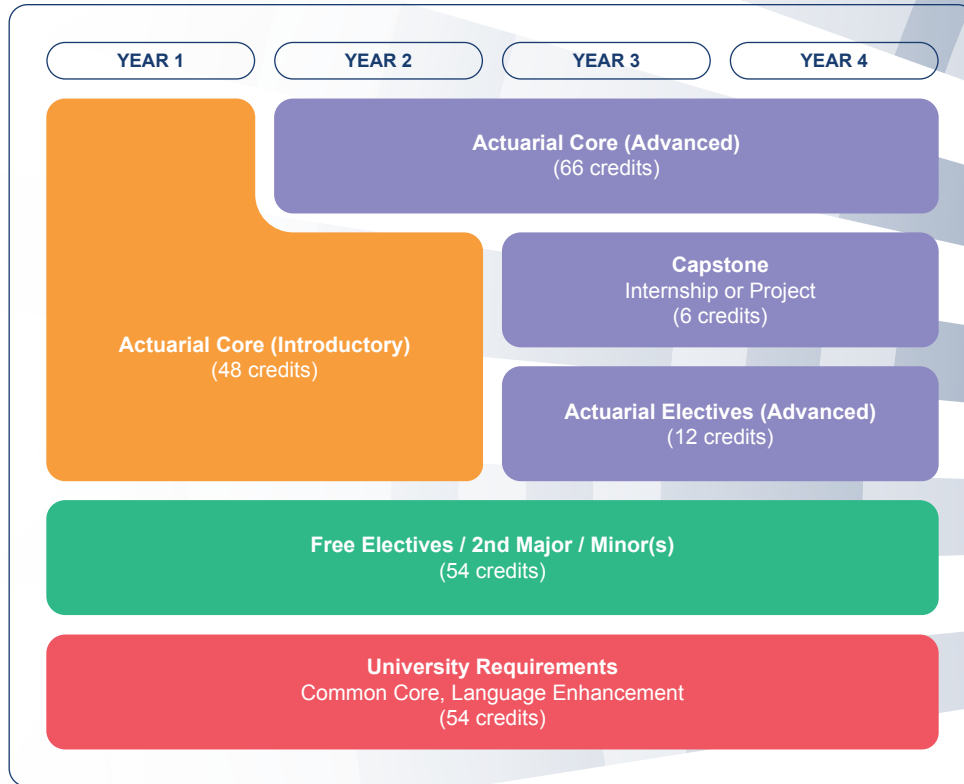 YEAR 1
YEAR 2
YEAR 3
YEAR 4
Actuarial Core (Advanced)
(66 credits)
Capstone
Internship or Project
(6 credits)
Actuarial Core (Introductory)
(48 credits)
Actuarial Electives (Advanced)
(12 credits)
Free Electives / 2nd Major / Minor(s)
(54 credits)
University Requirements
Common Core, Language Enhancement
(54 credits)